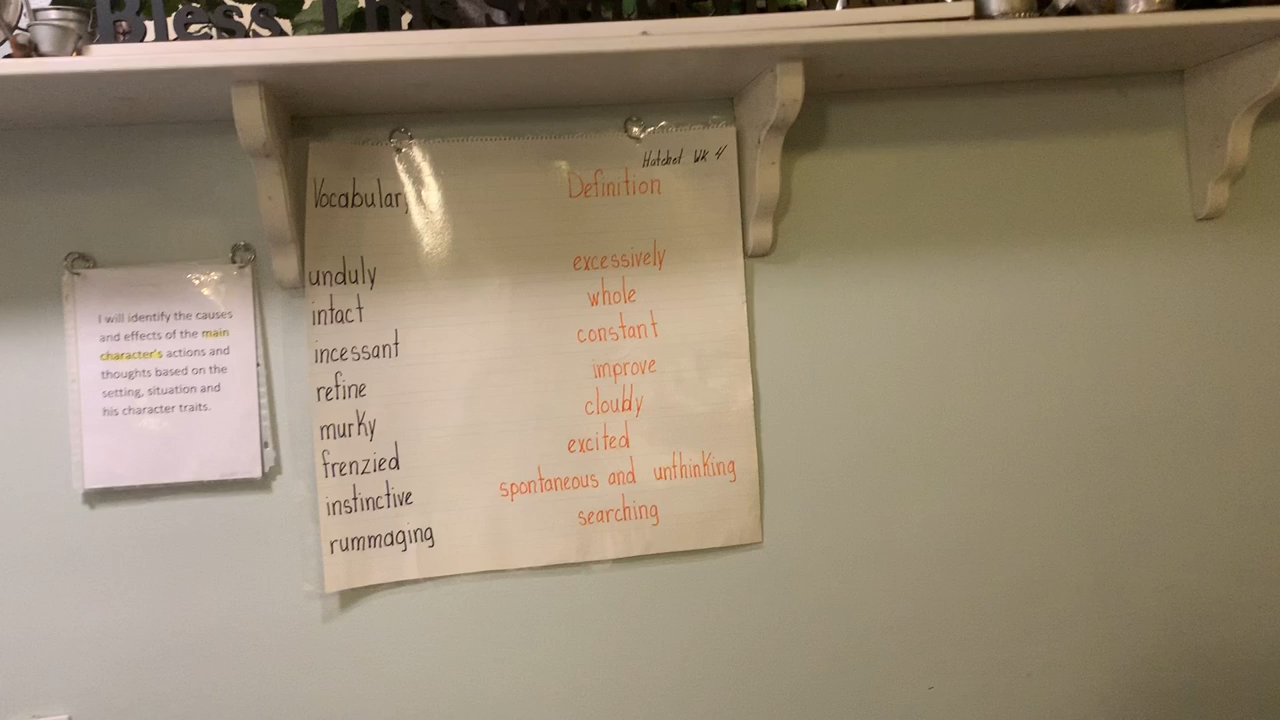 Bless This
I will identify the causes
and effects of the main
character's actions and
thoughts based on the
setting, situation and
his character traits.
Hatchet Wk 4
Vocabulary Definition
unduly excessively
intact whole
incessant constant
refine improve
murky cloudy
frenzied excited
instinctive spontaneous and unthinking
rummaging searching